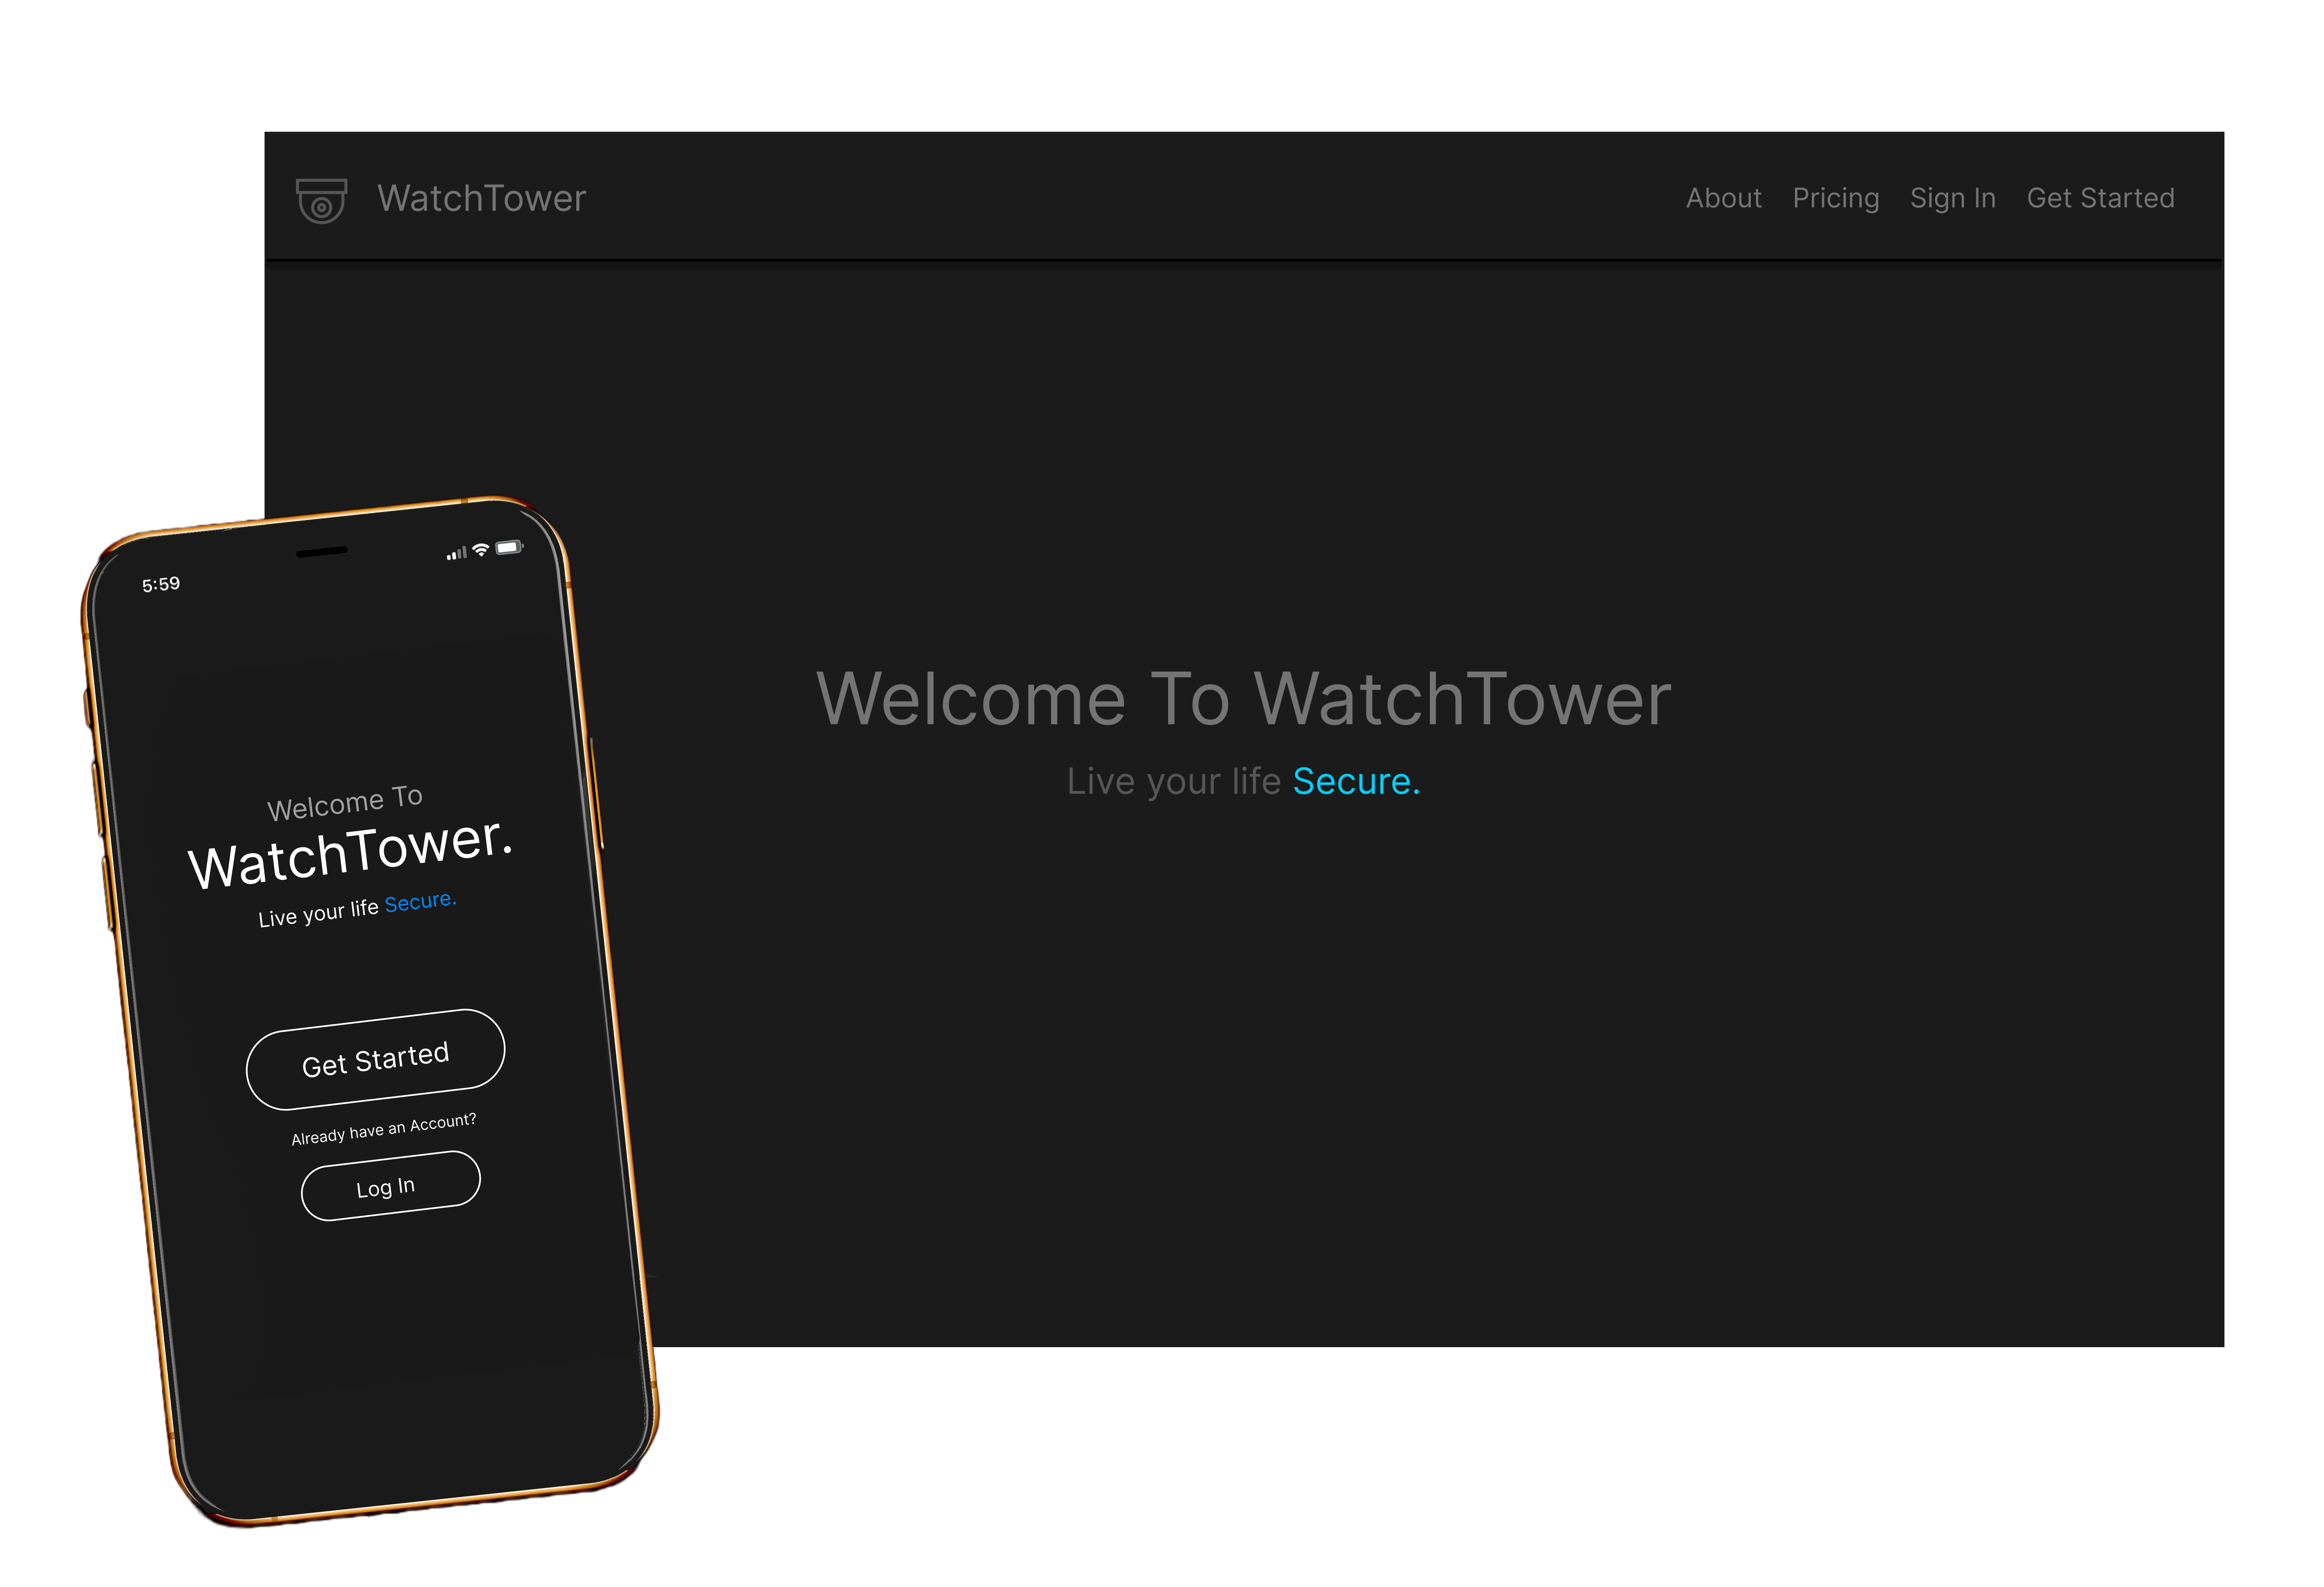 WatchTower
About Pricing Sign In Get Started
Welcome To WatchTower
Live your life Secure.
5:59
Welcome To
WatchTower.
Live your life Secure.
Get Started
Already have an Account?
Log In